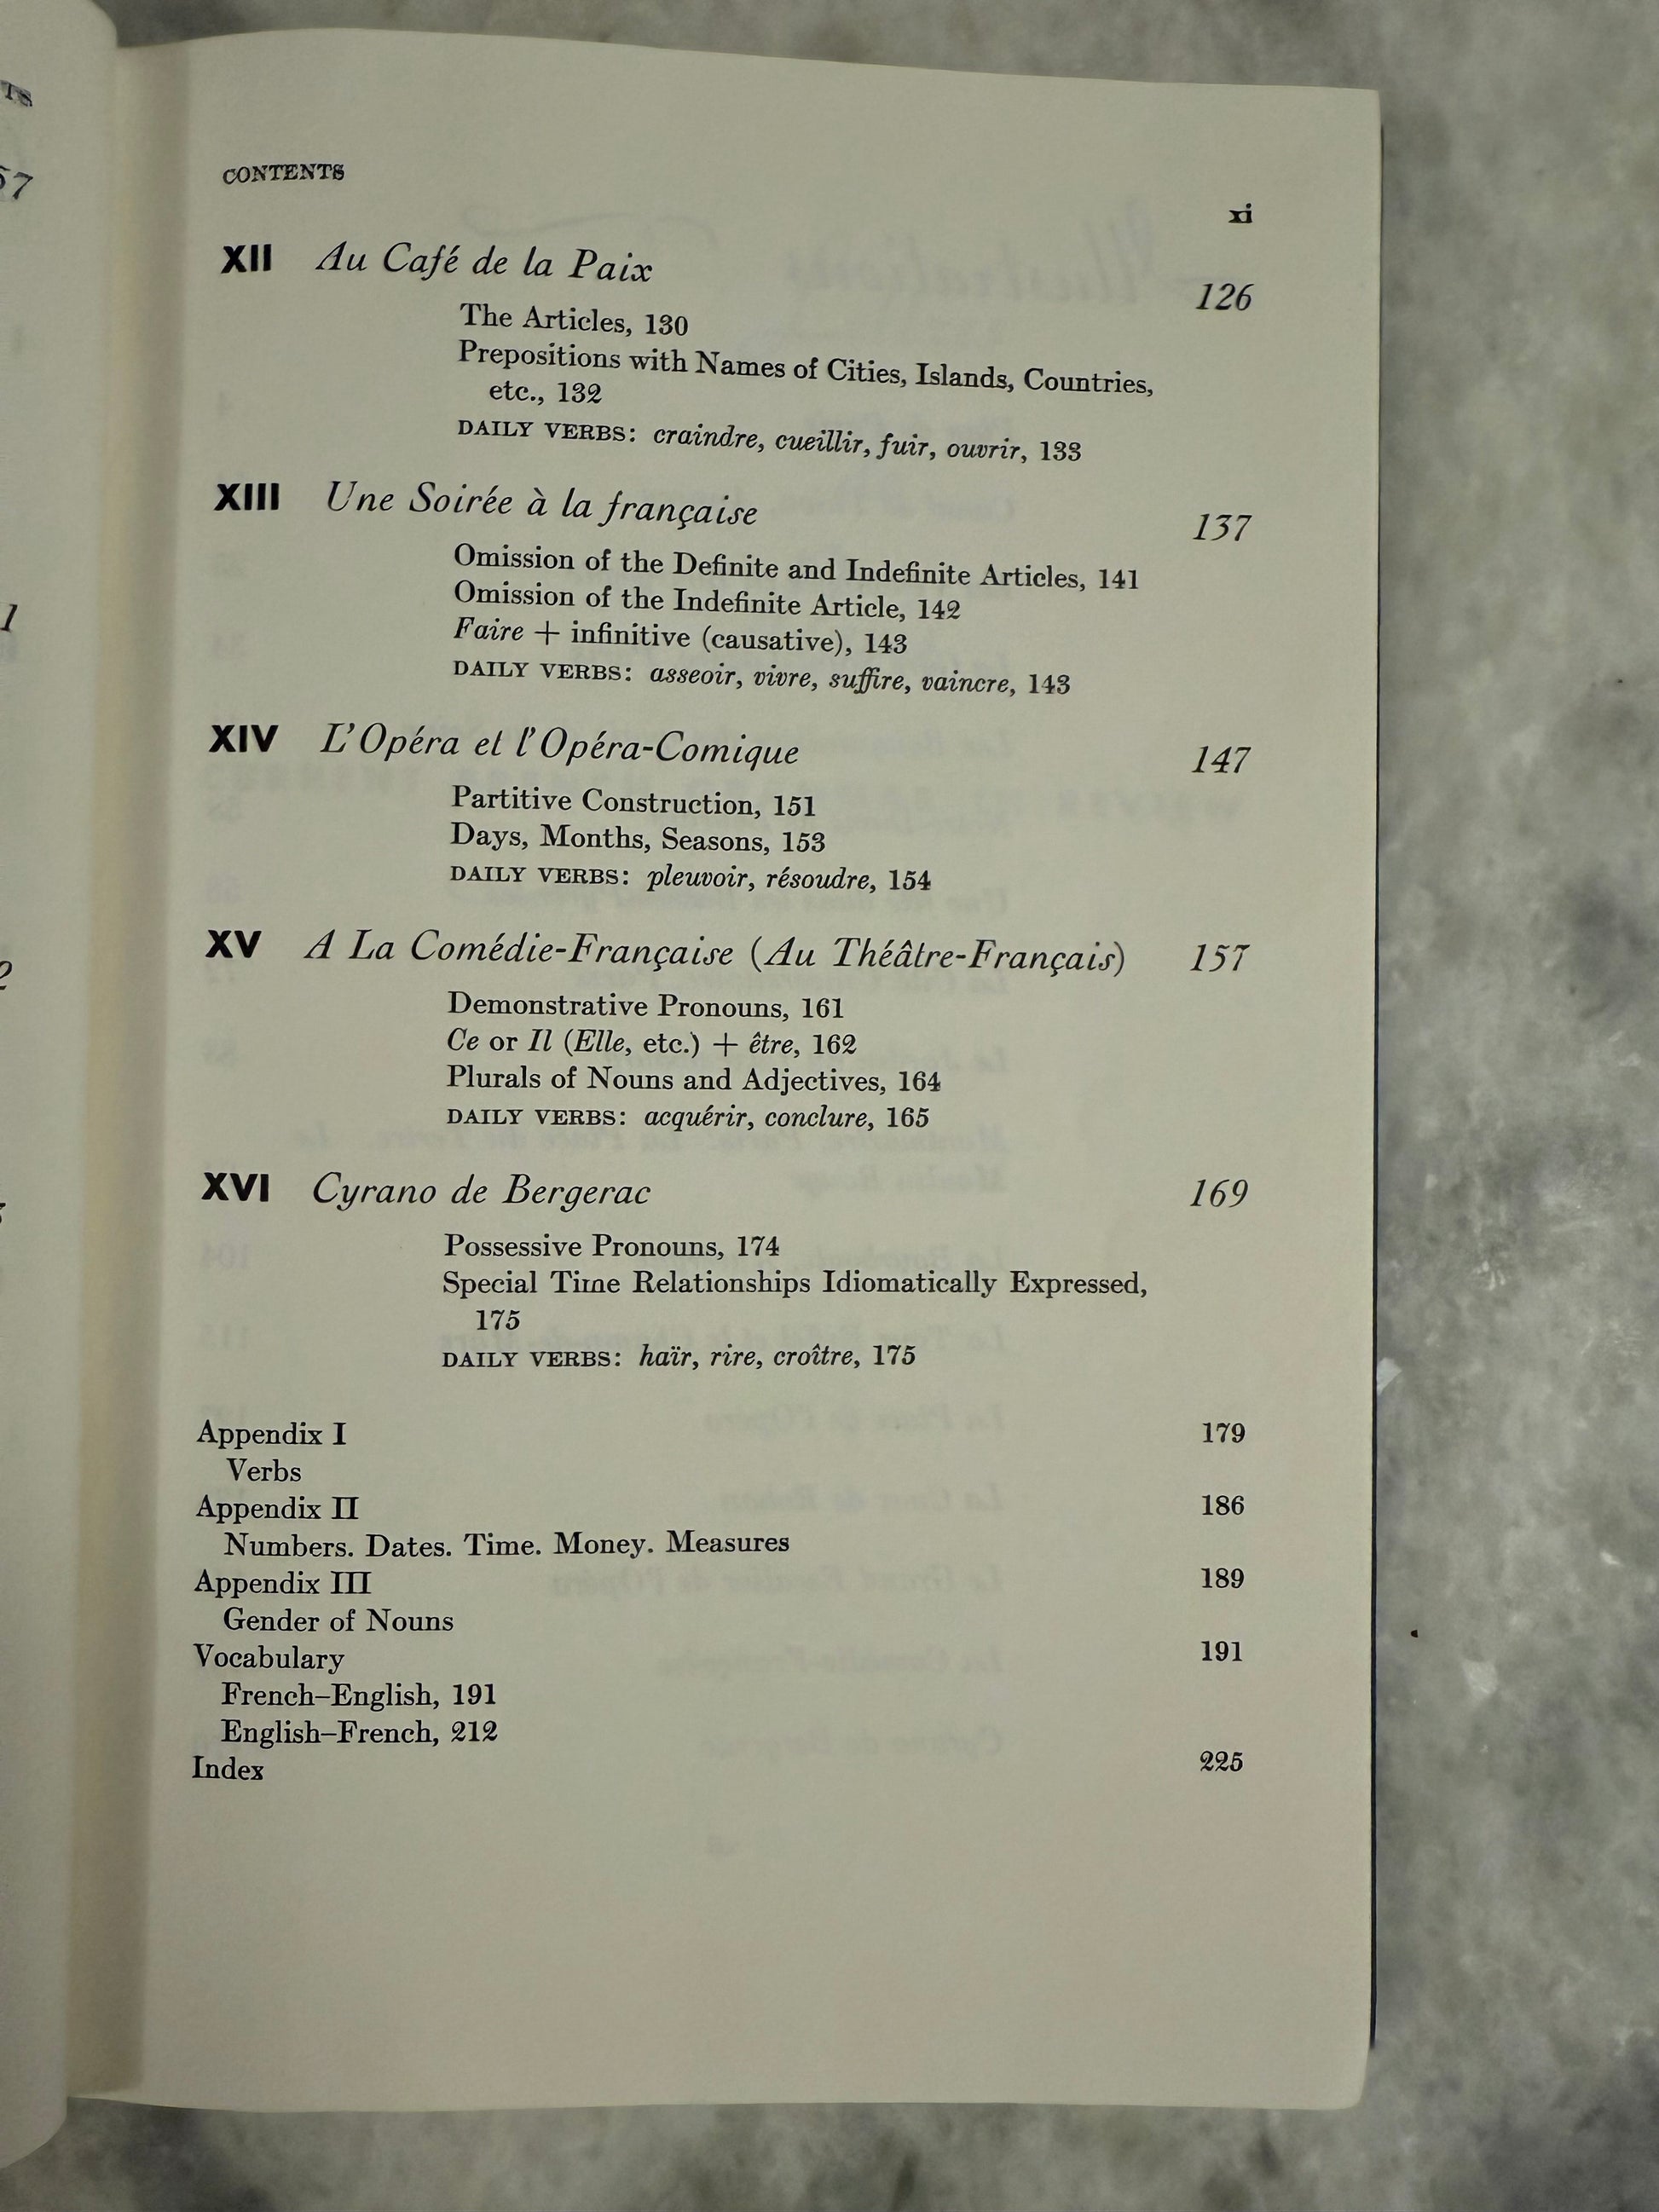 CONTENTS
xi
XII Au Café de la Paix 126
The Articles, 130
Prepositions with Names of Cities, Islands, Countries,
etc., 132
DAILY VERBS: craindre, cueillir, fuir, ouvrir, 133
XIII Une Soirée à la française 137
Omission of the Definite and Indefinite Articles, 141
Omission of the Indefinite Article, 142
Faire + infinitive (causative), 143
DAILY VERBS: asseoir, vivre, suffire, vaincre, 143
XIV L'Opéra et l'Opéra-Comique 147
Partitive Construction, 151
Days, Months, Seasons, 153
DAILY VERBS: pleuvoir, résoudre, 154
XV A La Comédie-Française (Au Théâtre-Français) 157
Demonstrative Pronouns, 161
Ce or Il (Elle, etc.) + être, 162
Plurals of Nouns and Adjectives, 164
DAILY VERBS: acquérir, conclure, 165
XVI Cyrano de Bergerac 169
Possessive Pronouns, 174
Special Time Relationships Idiomatically Expressed,
175
DAILY VERBS: haïr, rire, croître, 175
Appendix I 179
Verbs
Appendix II 186
Numbers. Dates. Time. Money. Measures
Appendix III 189
Gender of Nouns
Vocabulary 191
French–English, 191
English–French, 212
Index 225